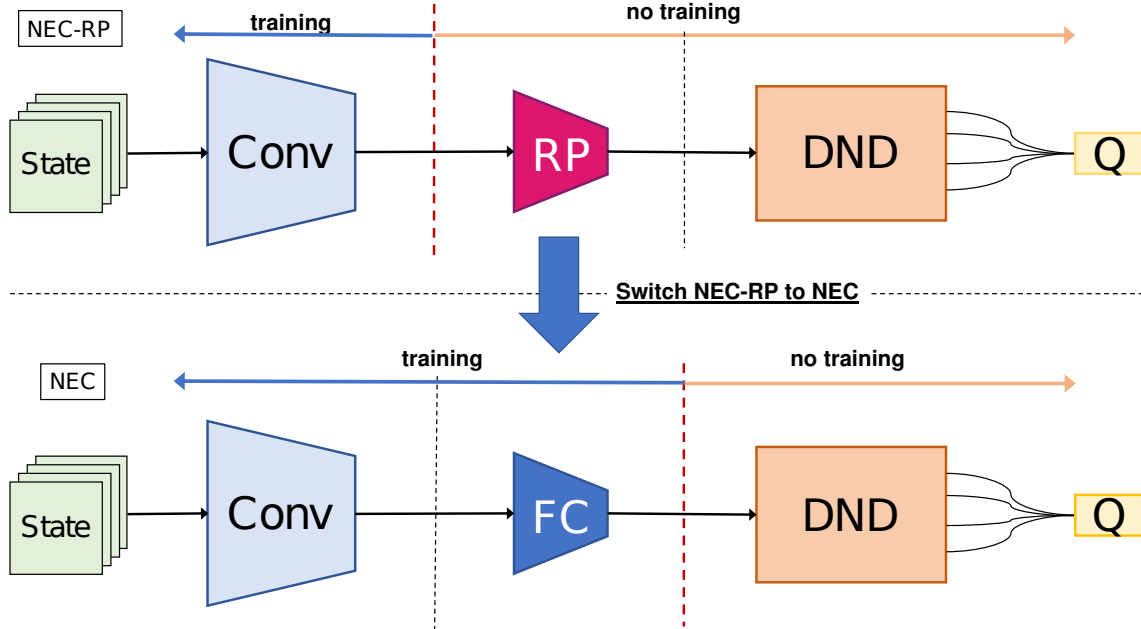 NEC-RP
training
no training
State
Conv
RP
DND
Q
Switch NEC-RP to NEC
NEC
training
no training
State
Conv
FC
DND
Q